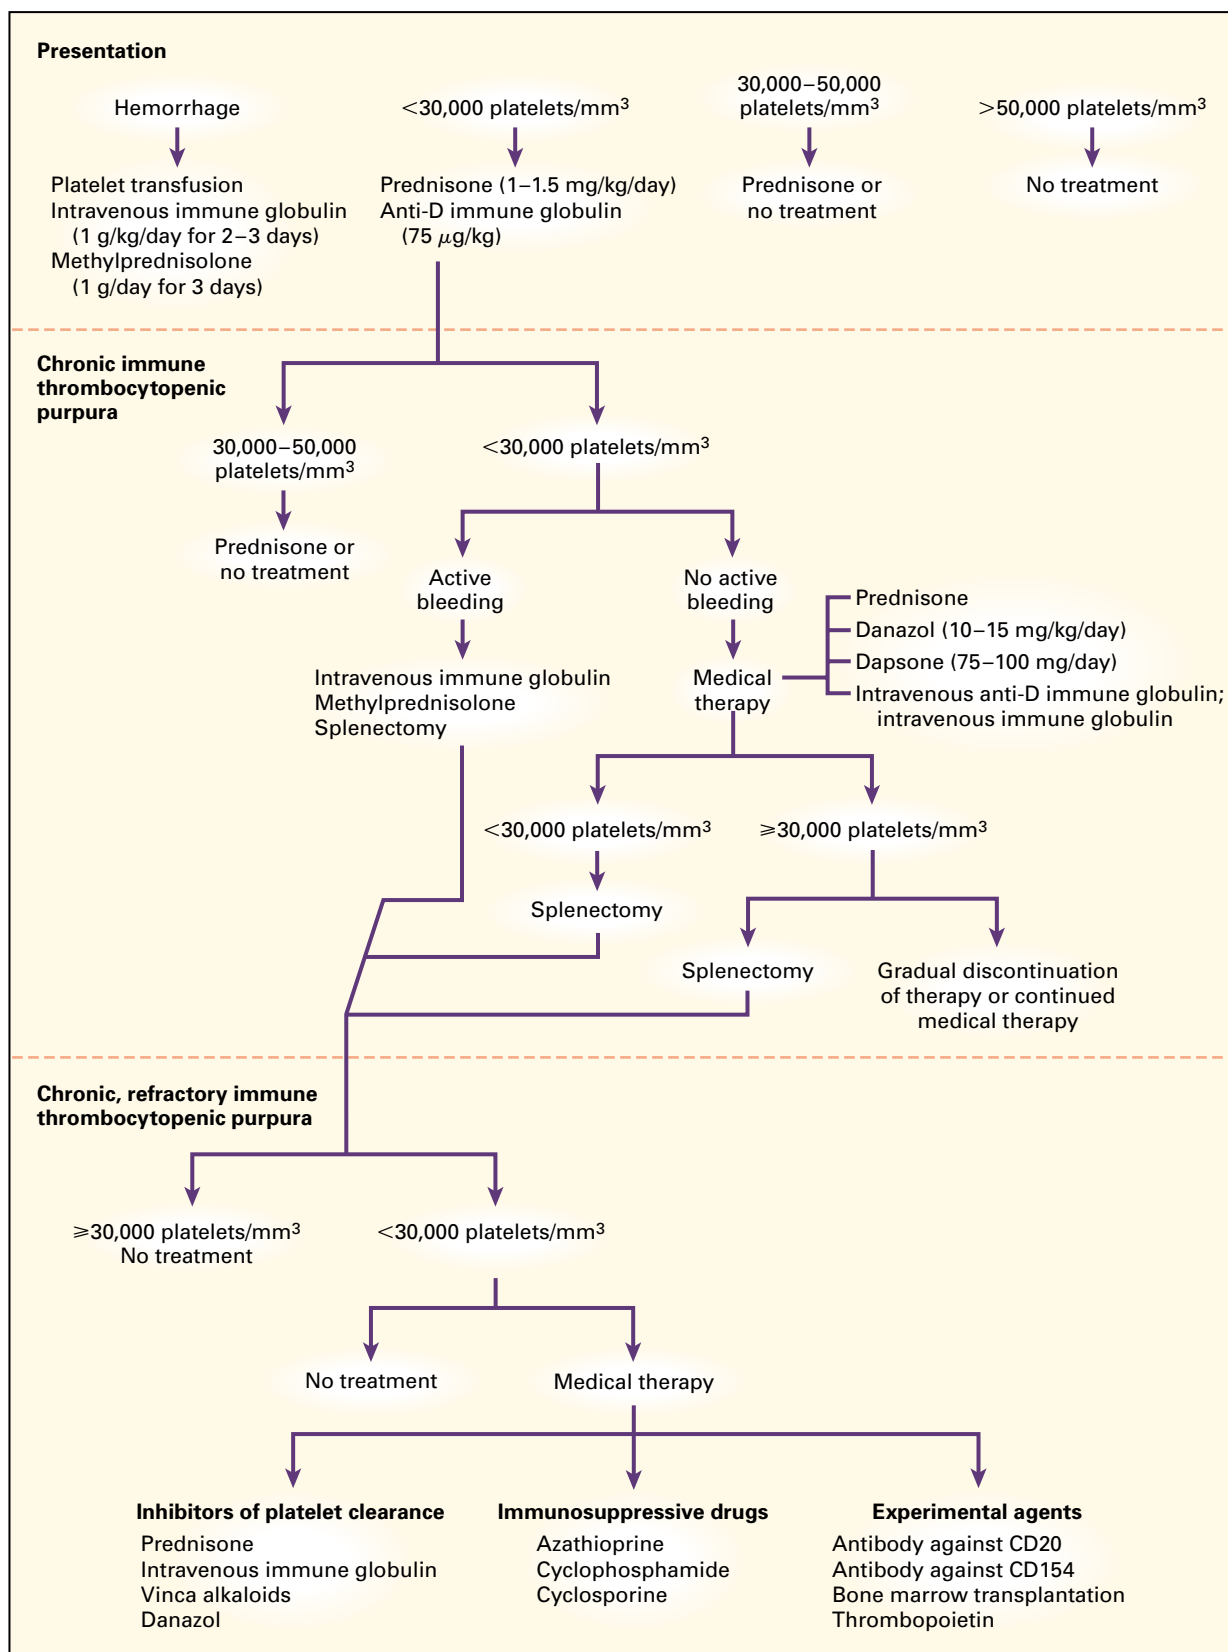 Presentation
Hemorrhage
Platelet transfusion
Intravenous immune globulin
(1 g/kg/day for 2–3 days)
Methylprednisolone
(1 g/day for 3 days)
<30,000 platelets/mm³
Prednisone (1–1.5 mg/kg/day)
Anti-D immune globulin
(75 µg/kg)
30,000–50,000
platelets/mm³
Prednisone or
no treatment
>50,000 platelets/mm³
No treatment
Chronic immune
thrombocytopenic
purpura
30,000–50,000
platelets/mm³
Prednisone or
no treatment
<30,000 platelets/mm³
Active
bleeding
Intravenous immune globulin
Methylprednisolone
Splenectomy
No active
bleeding
Medical
therapy
Prednisone
Danazol (10–15 mg/kg/day)
Dapsone (75–100 mg/day)
Intravenous anti-D immune globulin;
intravenous immune globulin
<30,000 platelets/mm³
Splenectomy
⩾30,000 platelets/mm³
Splenectomy
Gradual discontinuation
of therapy or continued
medical therapy
Chronic, refractory immune
thrombocytopenic purpura
⩾30,000 platelets/mm³
No treatment
<30,000 platelets/mm³
No treatment
Medical therapy
Inhibitors of platelet clearance
Prednisone
Intravenous immune globulin
Vinca alkaloids
Danazol
Immunosuppressive drugs
Azathioprine
Cyclophosphamide
Cyclosporine
Experimental agents
Antibody against CD20
Antibody against CD154
Bone marrow transplantation
Thrombopoietin